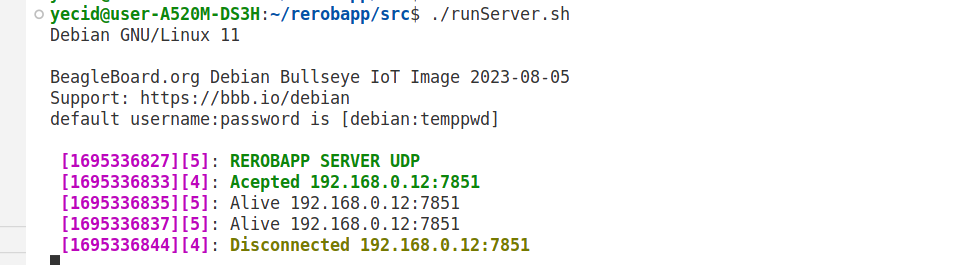 yecid@user-A520M-DS3H:~/rerobapp/src$ ./runServer.sh
Debian GNU/Linux 11
BeagleBoard.org Debian Bullseye IoT Image 2023-08-05
Support: https://bbb.io/debian
default username:password is [debian:temppwd]
[1695336827][5]: REROBAPP SERVER UDP
[1695336833][4]: Acepted 192.168.0.12:7851
[1695336835][5]: Alive 192.168.0.12:7851
[1695336837][5]: Alive 192.168.0.12:7851
[1695336844][4]: Disconnected 192.168.0.12:7851